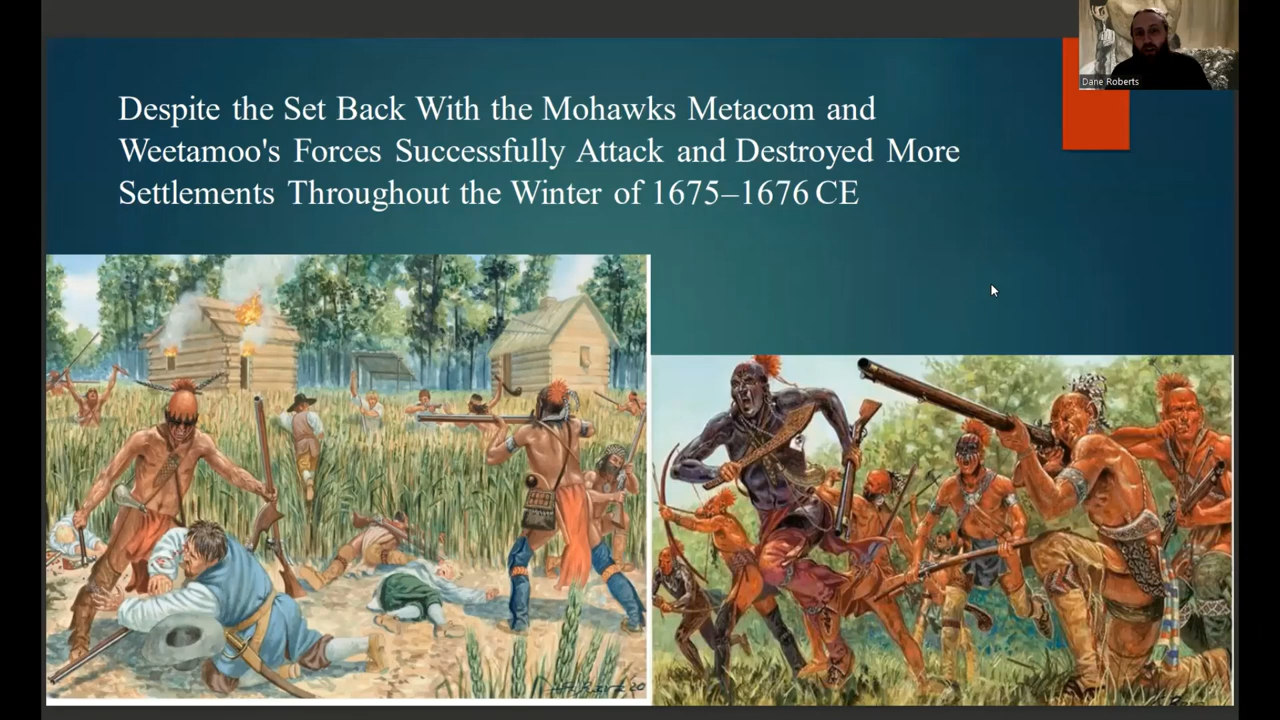 Dane Roberts
Despite the Set Back With the Mohawks Metacom and
Weetamoo's Forces Successfully Attack and Destroyed More
Settlements Throughout the Winter of 1675–1676 CE